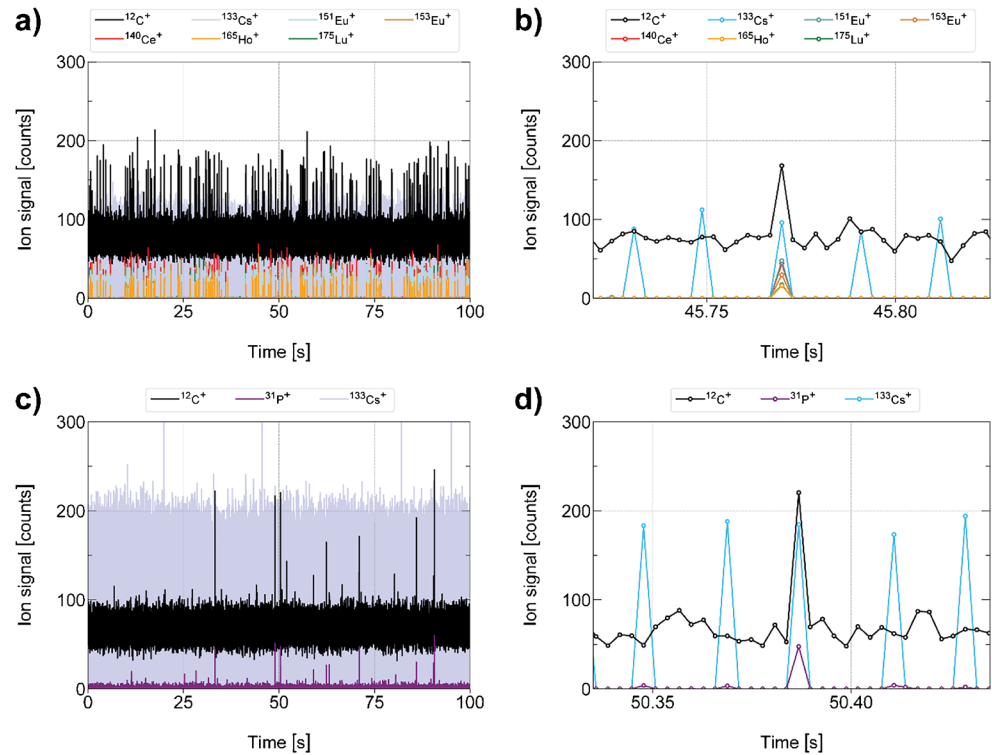 a)
¹²C⁺ ¹³³Cs⁺ ¹⁵¹Eu⁺ ¹⁵³Eu⁺
¹⁴⁰Ce⁺ ¹⁶⁵Ho⁺ ¹⁷⁵Lu⁺
Ion signal [counts]
300
200
100
0
0 25 50 75 100
Time [s]
b)
¹²C⁺ ¹³³Cs⁺ ¹⁵¹Eu⁺ ¹⁵³Eu⁺
¹⁴⁰Ce⁺ ¹⁶⁵Ho⁺ ¹⁷⁵Lu⁺
Ion signal [counts]
300
200
100
0
45.75 45.80
Time [s]
c)
¹²C⁺ ³¹P⁺ ¹³³Cs⁺
Ion signal [counts]
300
200
100
0
0 25 50 75 100
Time [s]
d)
¹²C⁺ ³¹P⁺ ¹³³Cs⁺
Ion signal [counts]
300
200
100
0
50.35 50.40
Time [s]